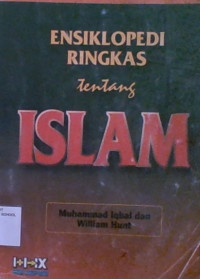 ENSIKLOPEDI
RINGKAS
tentang
ISLAM
Muhammad Iqbal dan
William Hunt